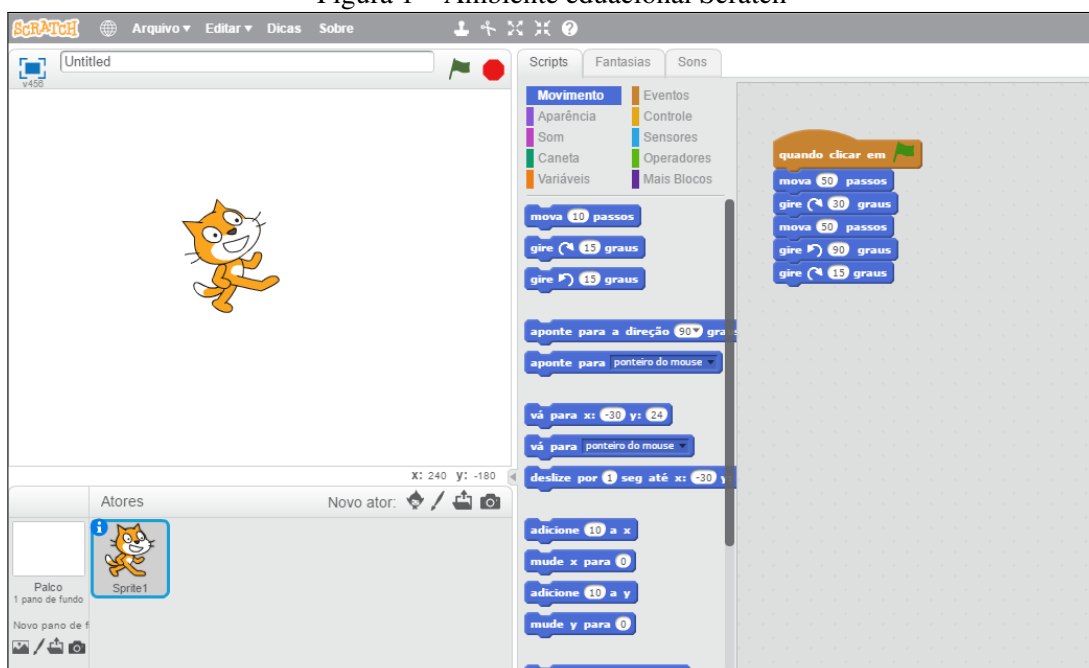 Figura 1 – Ambiente eduacional Scratch
SCRATCH Arquivo Editar Dicas Sobre
Untitled
v456
Scripts Fantasias Sons
Movimento Eventos
Aparência Controle
Som Sensores
Caneta Operadores
Variáveis Mais Blocos
mova 10 passos
gire 15 graus
gire 15 graus
aponte para a direção 90 gra
aponte para ponteiro do mouse
vá para x: -30 y: 24
vá para ponteiro do mouse
deslize por 1 seg até x: -30 y
adicione 10 a x
mude x para 0
adicione 10 a y
mude y para 0
quando clicar em
mova 50 passos
gire 30 graus
mova 50 passos
gire 90 graus
gire 15 graus
X: 240 y: -180
Atores Novo ator:
Palco
1 pano de fundo
Novo pano de f
Sprite1